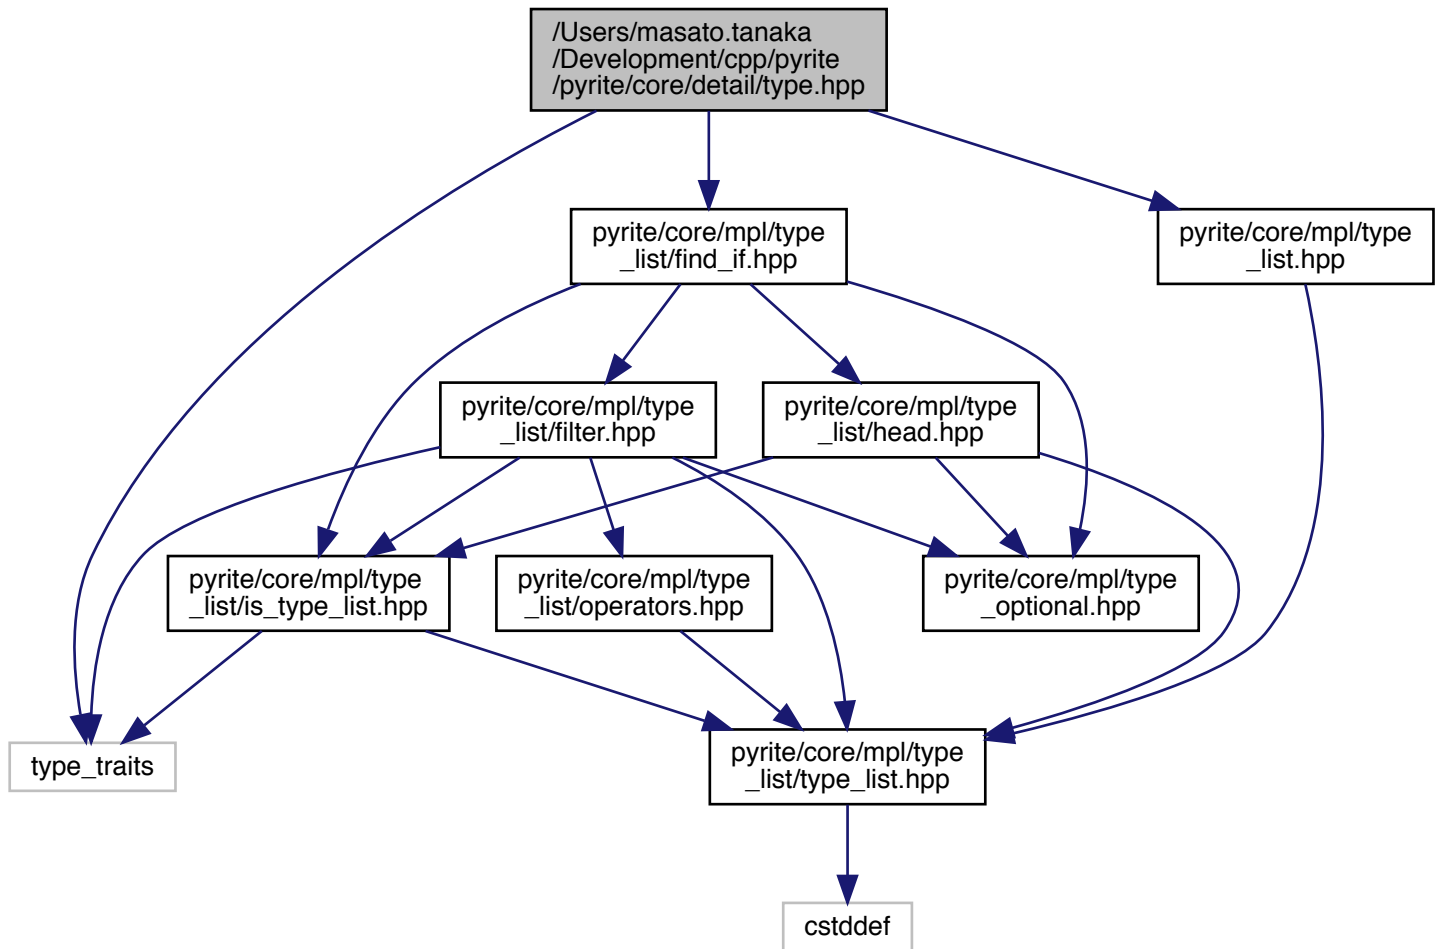 /Users/masato.tanaka
/Development/cpp/pyrite
/pyrite/core/detail/type.hpp
pyrite/core/mpl/type
_list/find_if.hpp
pyrite/core/mpl/type
_list.hpp
pyrite/core/mpl/type
_list/filter.hpp
pyrite/core/mpl/type
_list/head.hpp
pyrite/core/mpl/type
_list/is_type_list.hpp
pyrite/core/mpl/type
_list/operators.hpp
pyrite/core/mpl/type
_optional.hpp
type_traits
pyrite/core/mpl/type
_list/type_list.hpp
cstddef